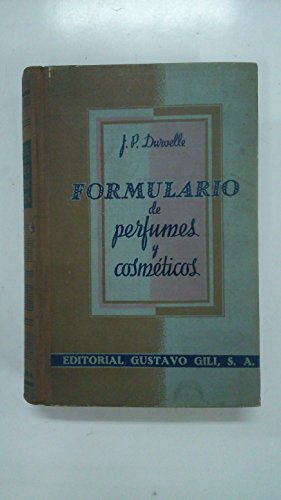 J. P. Durvelle
FORMULARIO
de
perfumes
y
cosméticos
EDITORIAL GUSTAVO GILI, S. A.